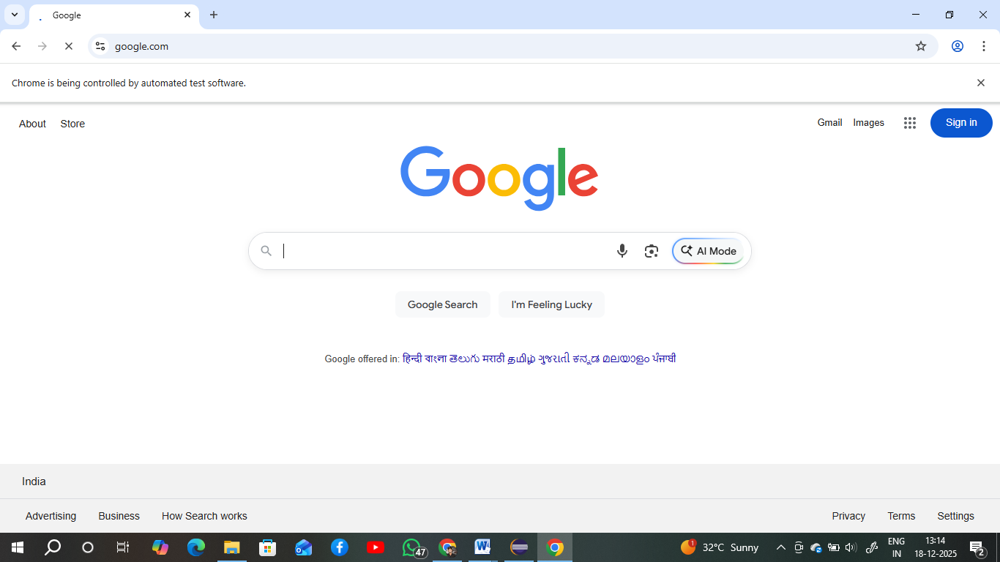 Google
google.com
Chrome is being controlled by automated test software.
About Store Gmail Images Sign in
Google
AI Mode
Google Search I'm Feeling Lucky
Google offered in: हिन्दी বাংলা తెలుగు मराठी தமிழ் ગુજરાતી ಕನ್ನಡ മലയാളം ਪੰਜਾਬੀ
India
Advertising Business How Search works Privacy Terms Settings
47 1 32°C Sunny ENG 13:14
IN 18-12-2025 2